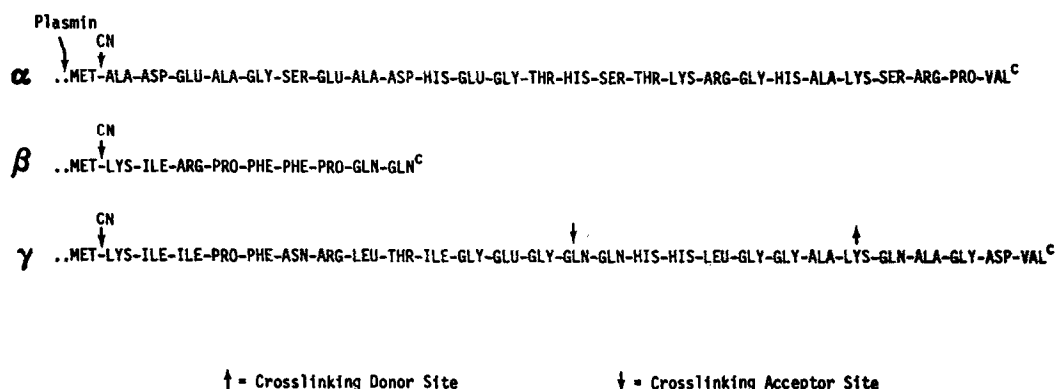 Plasmin
CN
α ..MET-ALA-ASP-GLU-ALA-GLY-SER-GLU-ALA-ASP-HIS-GLU-GLY-THR-HIS-SER-THR-LYS-ARG-GLY-HIS-ALA-LYS-SER-ARG-PRO-VALᶜ
CN
β ..MET-LYS-ILE-ARG-PRO-PHE-PHE-PRO-GLN-GLNᶜ
CN
γ ..MET-LYS-ILE-ILE-PRO-PHE-ASN-ARG-LEU-THR-ILE-GLY-GLU-GLY-GLN-GLN-HIS-HIS-LEU-GLY-GLY-ALA-LYS-GLN-ALA-GLY-ASP-VALᶜ
↑ = Crosslinking Donor Site ↓ = Crosslinking Acceptor Site